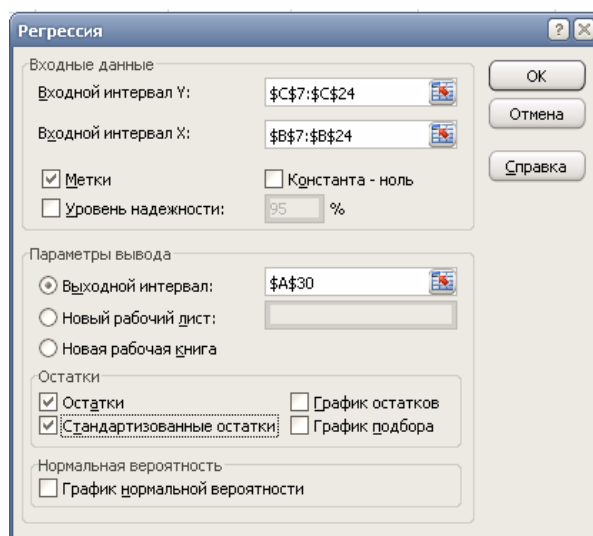 Регрессия
Входные данные
Входной интервал Y: $C$7:$C$24
Входной интервал X: $B$7:$B$24
Метки Константа - ноль
Уровень надежности: 95 %
Параметры вывода
Выходной интервал: $A$30
Новый рабочий лист:
Новая рабочая книга
Остатки
Остатки График остатков
Стандартизованные остатки График подбора
Нормальная вероятность
График нормальной вероятности
ОК
Отмена
Справка